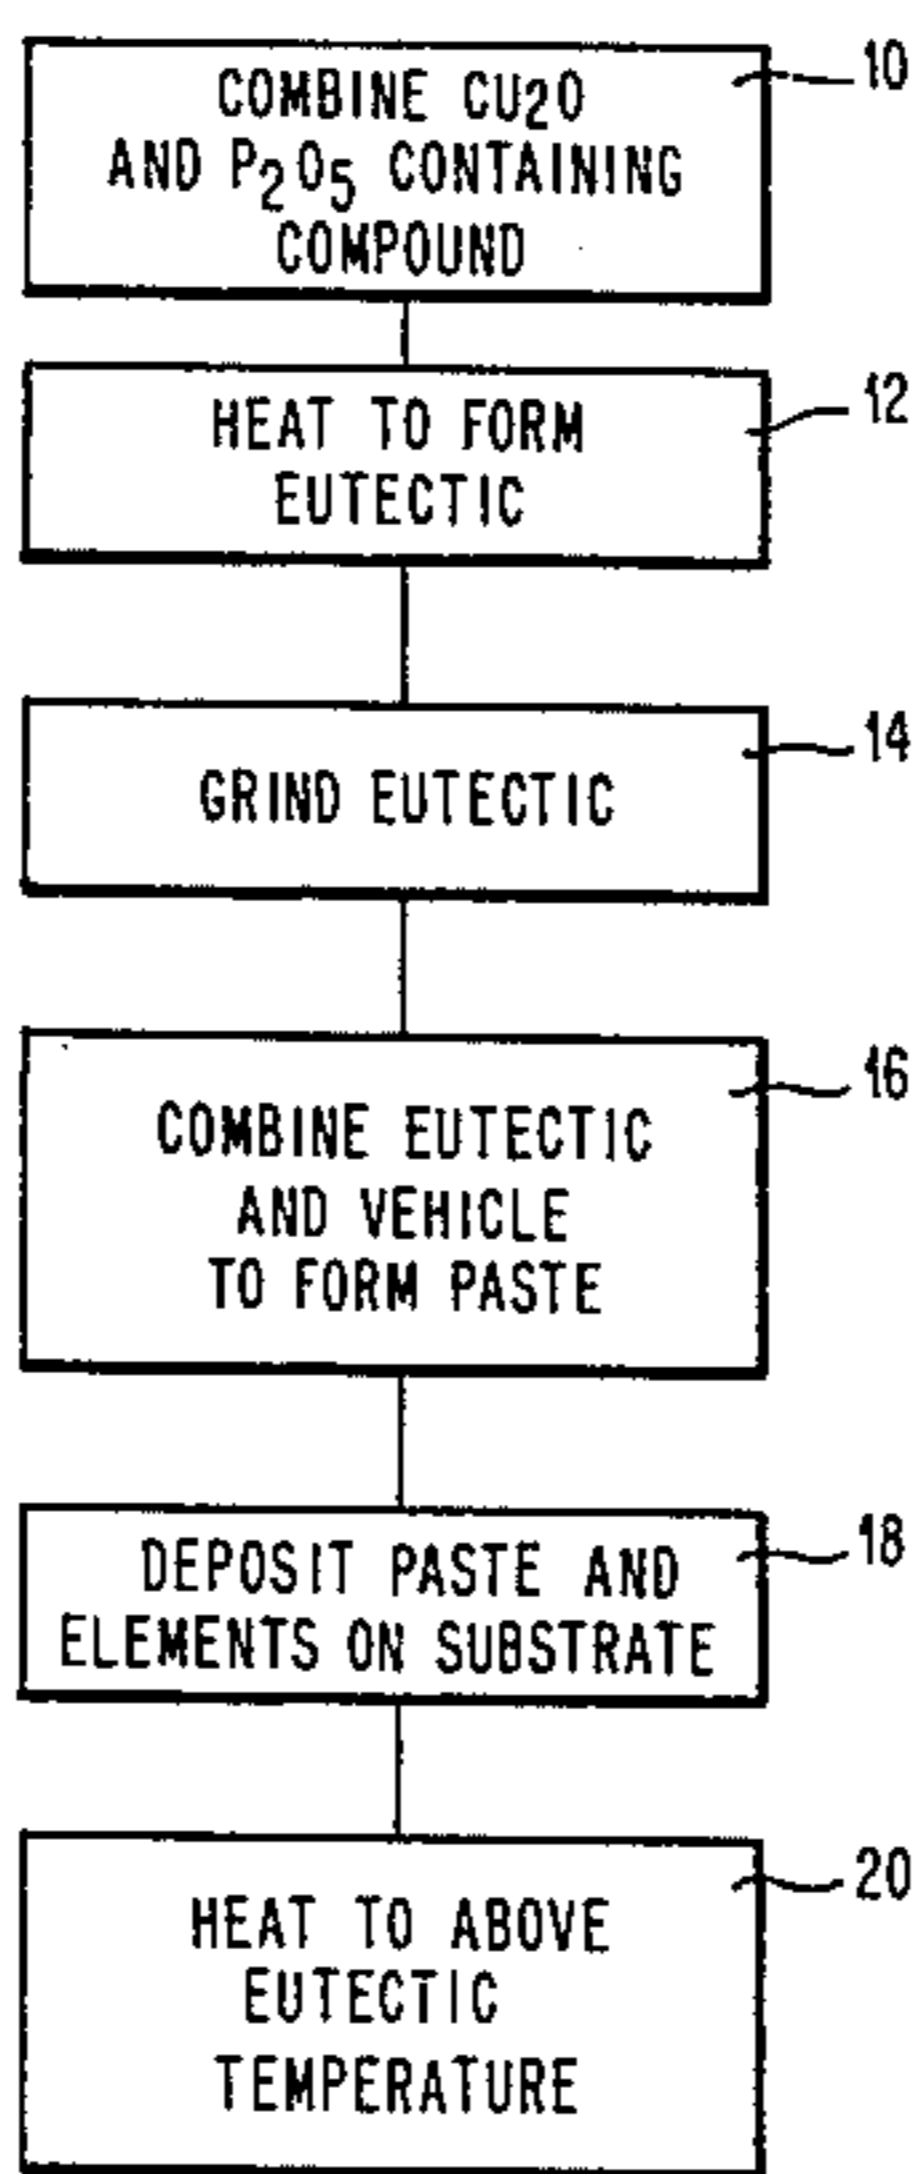 COMBINE CU2O
AND P2O5 CONTAINING
COMPOUND
10
HEAT TO FORM
EUTECTIC
12
GRIND EUTECTIC
14
COMBINE EUTECTIC
AND VEHICLE
TO FORM PASTE
16
DEPOSIT PASTE AND
ELEMENTS ON SUBSTRATE
18
HEAT TO ABOVE
EUTECTIC
TEMPERATURE
20